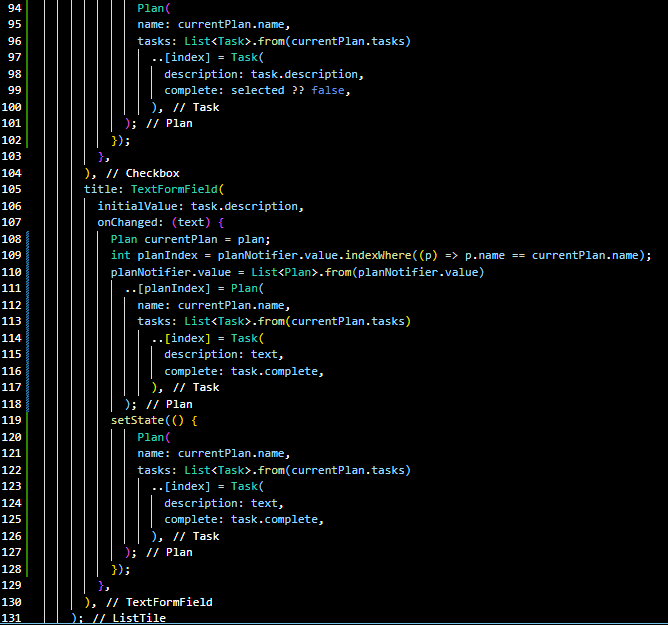 94 Plan(
95 name: currentPlan.name,
96 tasks: List<Task>.from(currentPlan.tasks)
97 ..[index] = Task(
98 description: task.description,
99 complete: selected ?? false,
100 ), // Task
101 ); // Plan
102 });
103 },
104 ), // Checkbox
105 title: TextFormField(
106 initialValue: task.description,
107 onChanged: (text) {
108 Plan currentPlan = plan;
109 int planIndex = planNotifier.value.indexWhere((p) => p.name == currentPlan.name);
110 planNotifier.value = List<Plan>.from(planNotifier.value)
111 ..[planIndex] = Plan(
112 name: currentPlan.name,
113 tasks: List<Task>.from(currentPlan.tasks)
114 ..[index] = Task(
115 description: text,
116 complete: task.complete,
117 ), // Task
118 ); // Plan
119 setState(() {
120 Plan(
121 name: currentPlan.name,
122 tasks: List<Task>.from(currentPlan.tasks)
123 ..[index] = Task(
124 description: text,
125 complete: task.complete,
126 ), // Task
127 ); // Plan
128 });
129 },
130 ), // TextFormField
131 ); // ListTile